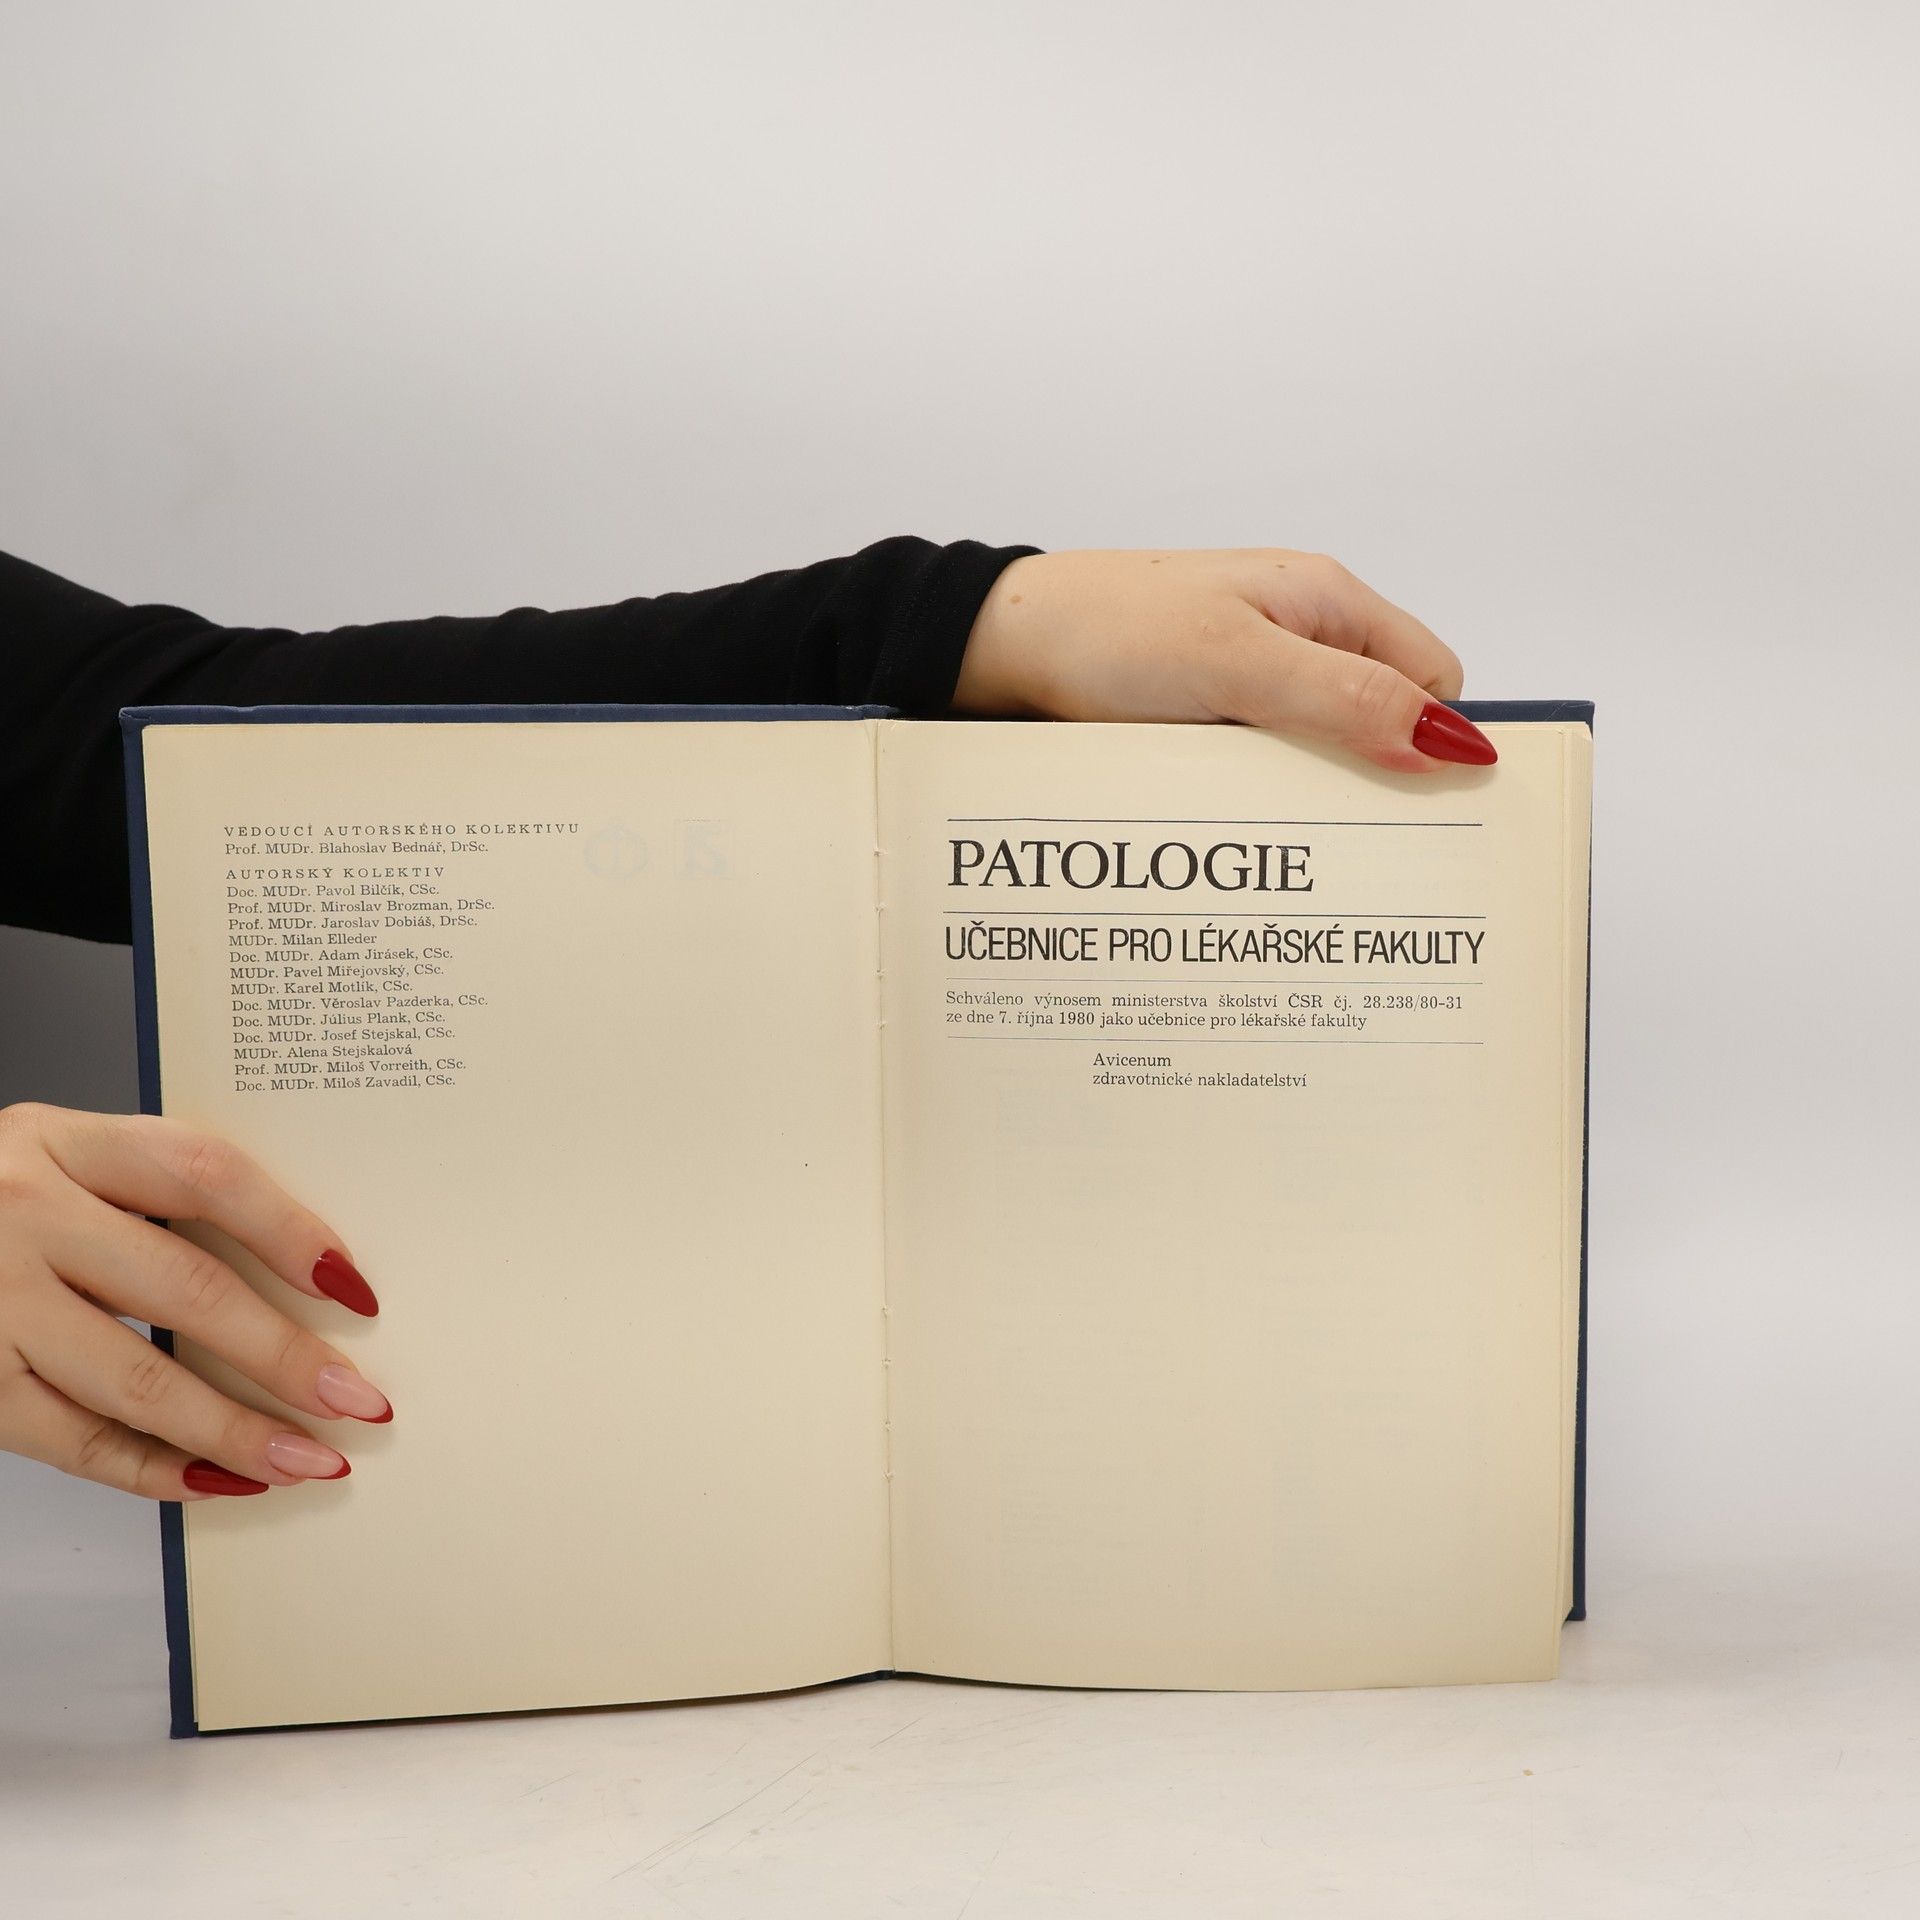 VEDOUCÍ AUTORSKÉHO KOLEKTIVU
Prof. MUDr. Blahoslav Bednář, DrSc.
AUTORSKÝ KOLEKTIV
Doc. MUDr. Pavol Bilčík, CSc.
Prof. MUDr. Miroslav Brozman, DrSc.
Prof. MUDr. Jaroslav Dobiáš, DrSc.
MUDr. Milan Elleder
Doc. MUDr. Adam Jirásek, CSc.
MUDr. Pavel Miřejovský, CSc.
MUDr. Karel Motlík, CSc.
Doc. MUDr. Věroslav Pazderka, CSc.
Doc. MUDr. Július Plank, CSc.
Doc. MUDr. Josef Stejskal, CSc.
MUDr. Alena Stejskalová
Prof. MUDr. Miloš Vorreith, CSc.
Doc. MUDr. Miloš Zavadil, CSc.
PATOLOGIE
UČEBNICE PRO LÉKAŘSKÉ FAKULTY
Schváleno výnosem ministerstva školství ČSR čj. 28.238/80-31
ze dne 7. října 1980 jako učebnice pro lékařské fakulty
Avicenum
zdravotnické nakladatelství